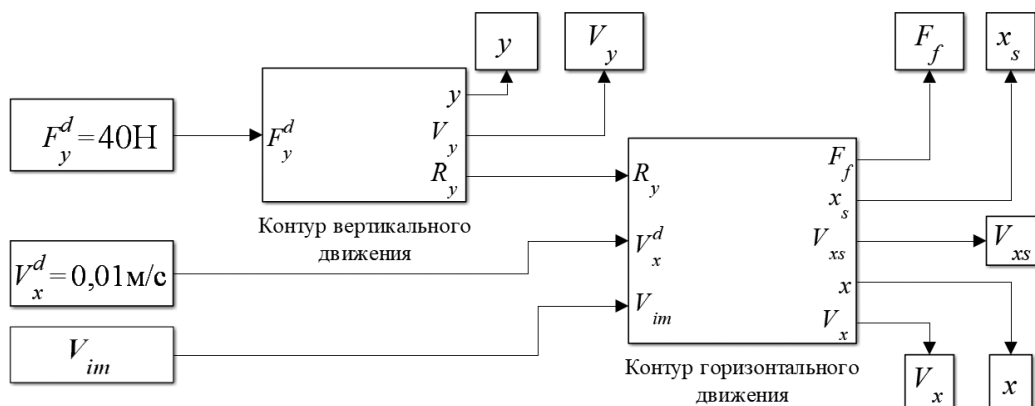 y
V_y
F_f
x_s
F_y^d=40Н
F_y^d
y
V_y
R_y
Контур вертикального
движения
R_y
V_x^d
V_im
F_f
x_s
V_xs
x
V_x
V_xs
V_x^d=0,01м/с
V_im
Контур горизонтального
движения
V_x
x